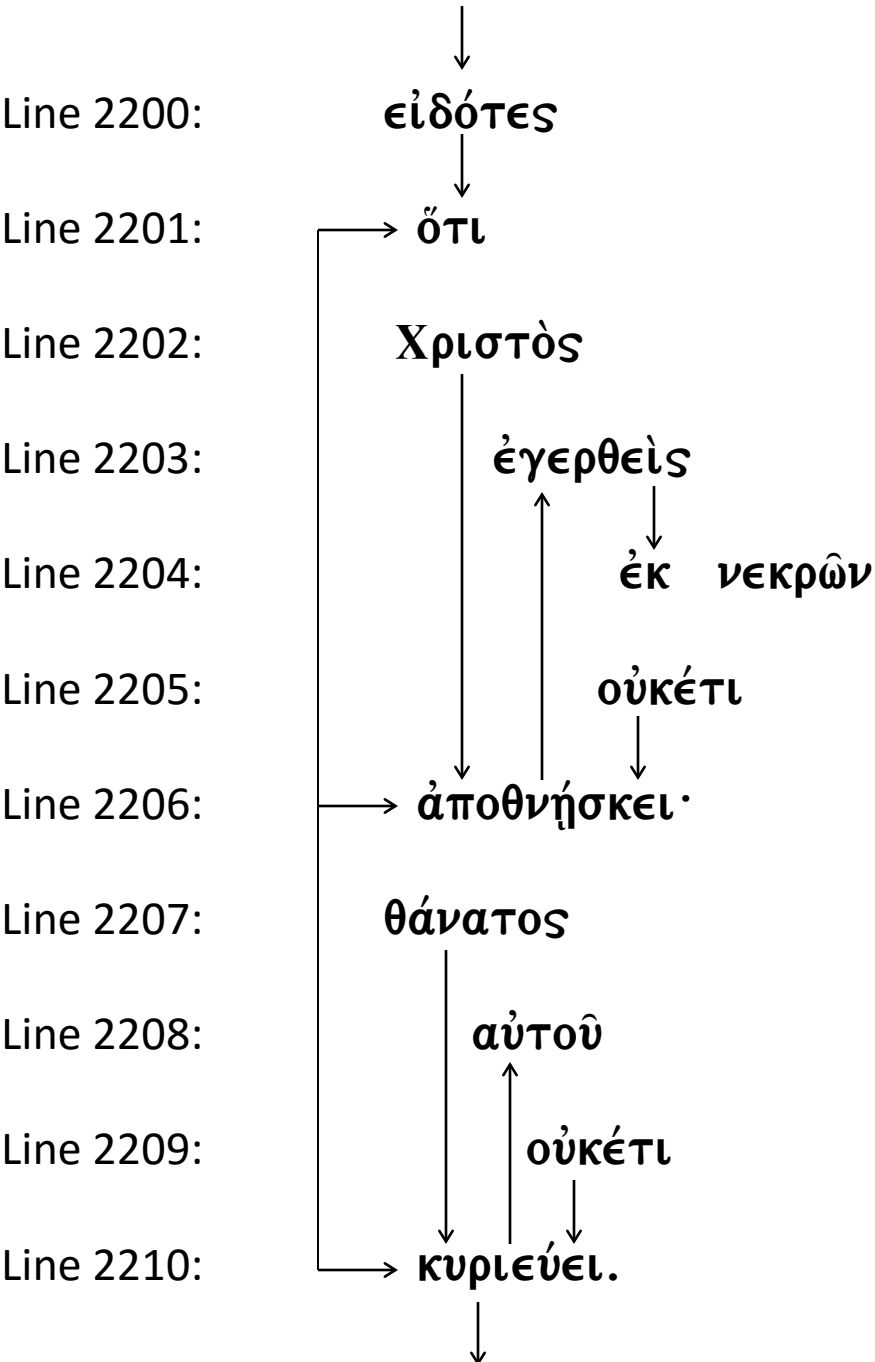 Line 2200: εἰδότες
Line 2201: ὅτι
Line 2202: Χριστὸς
Line 2203: ἐγερθεὶς
Line 2204: ἐκ νεκρῶν
Line 2205: οὐκέτι
Line 2206: ἀποθνῄσκει·
Line 2207: θάνατος
Line 2208: αὐτοῦ
Line 2209: οὐκέτι
Line 2210: κυριεύει.